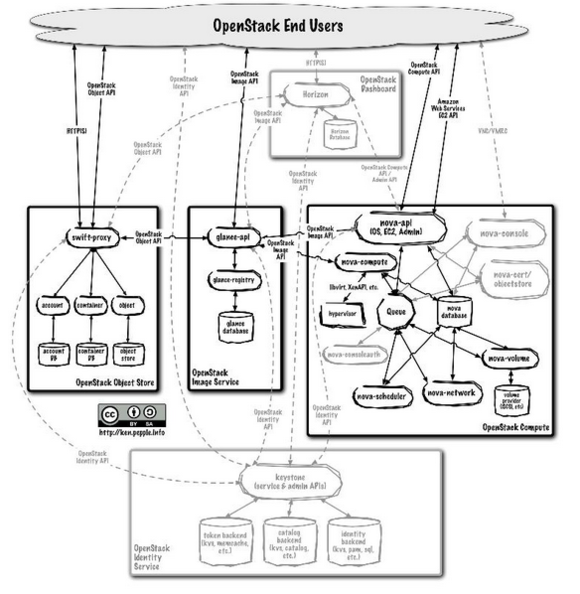 OpenStack End Users
HTTP(S)
OpenStack
Object API
OpenStack
Identity
API
OpenStack
Image API
HTTP(S)
OpenStack
Compute API
Amazon
Web Services
EC2 API
VNC/VMRC
OpenStack
Dashboard
Horizon
Horizon
Database
OpenStack
Object API
OpenStack
Image API
OpenStack
Identity
API
OpenStack Compute
API/
Admin API
swift-proxy
OpenStack
Object API
glance-api
OpenStack
Image API
OpenStack
Image
API
nova-api
(OS, EC2, Admin)
nova-console
nova-compute
nova-cert/
objectstore
libvirt, XenAPI, etc.
glance-registry
account
container
object
hypervisor
Queue
nova
database
glance
database
account
DB
container
DB
object
store
nova-consoleauth
nova-volume
nova-scheduler
nova-network
volume
provider
(iSCSI, etc.)
OpenStack Object Store
OpenStack
Image Service
OpenStack Compute
cc
BY SA
http://ken.pepple.info
OpenStack
Identity
API
OpenStack
Identity
API
OpenStack
Identity API
keystone
(service & admin APIs)
token backend
(kvs, memcache,
etc.)
catalog
backend
(kvs, catalog,
etc.)
identity
backend
(kvs, pam, sql,
etc.)
OpenStack
Identity
Service